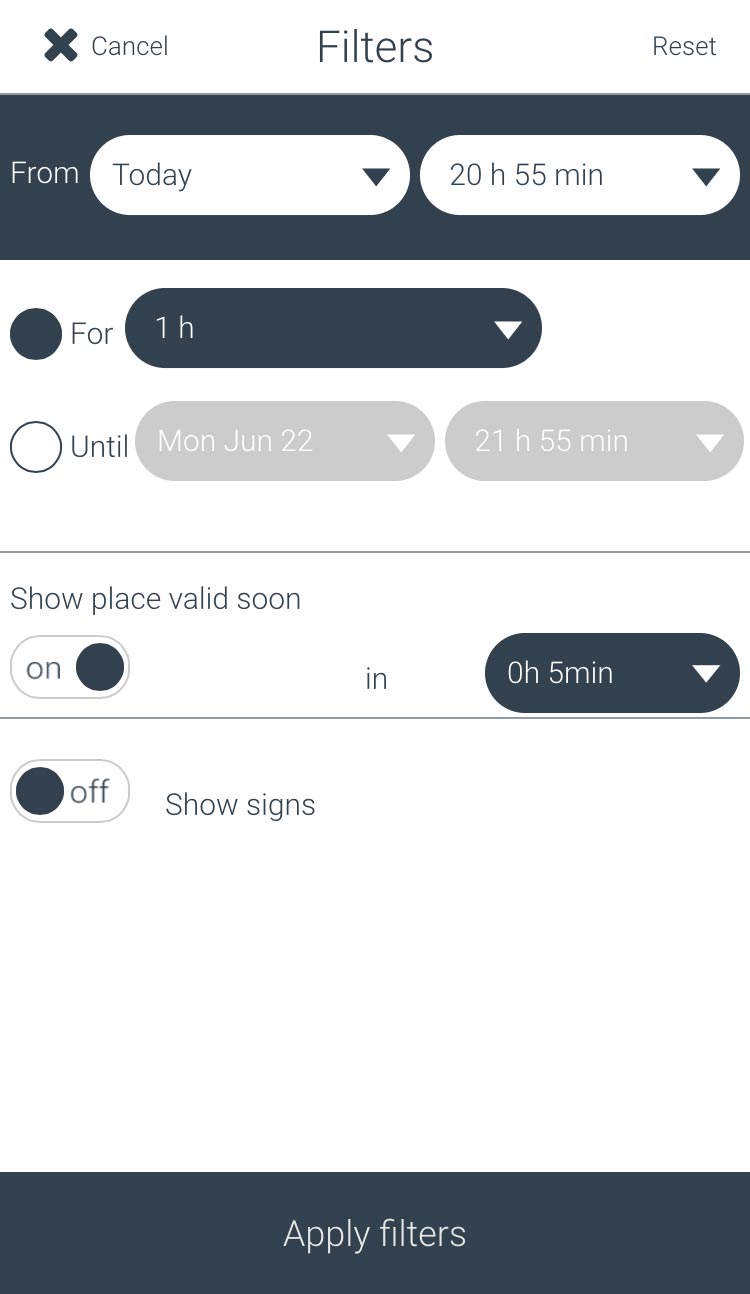 Cancel Filters Reset
From Today 20 h 55 min
For 1 h
Until Mon Jun 22 21 h 55 min
Show place valid soon
on in 0h 5min
off Show signs
Apply filters